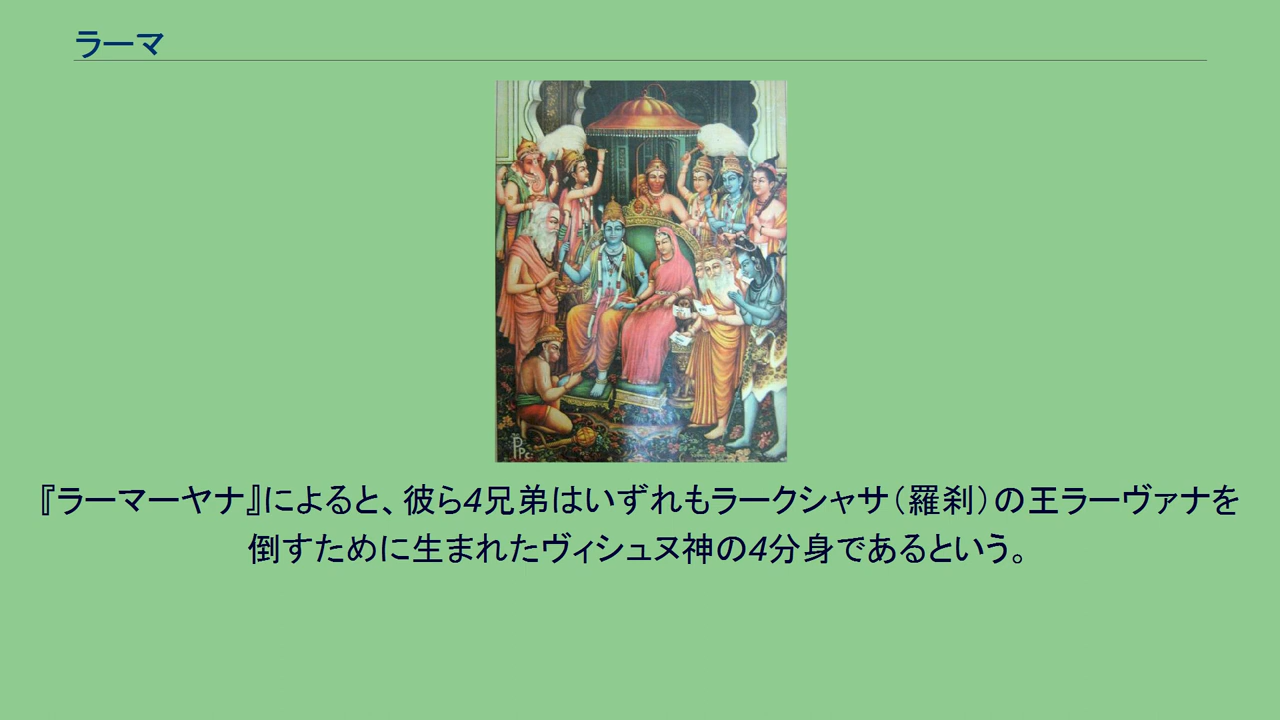 ラーマ
PPC
『ラーマーヤナ』によると、彼ら4兄弟はいずれもラークシャサ（羅刹）の王ラーヴァナを
倒すために生まれたヴィシュヌ神の4分身であるという。